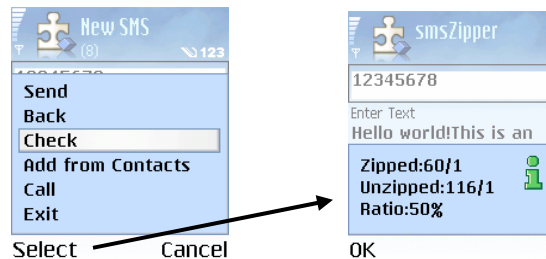 New SMS
(8)
123
12345678
Send
Back
Check
Add from Contacts
Call
Exit
Select
Cancel
smsZipper
12345678
Enter Text
Hello world!This is an
Zipped:60/1
Unzipped:116/1
Ratio:50%
OK